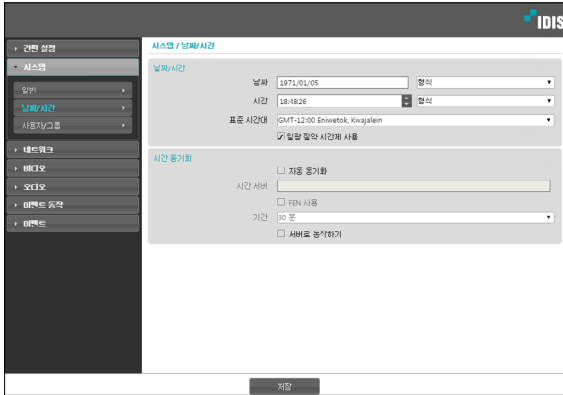 IDIS
간편 설정
시스템
일반
날짜/시간
사용자/그룹
네트워크
비디오
오디오
이벤트 동작
이벤트
시스템 / 날짜/시간
날짜/시간
날짜 1971/01/05 형식
시간 18:48:26 형식
표준 시간대 GMT-12:00 Eniwetok, Kwajalein
일괄 절약 시간제 사용
시간 동기화
자동 동기화
시간 서버
FEN 사용
기간 30 분
서버로 동작하기
저장